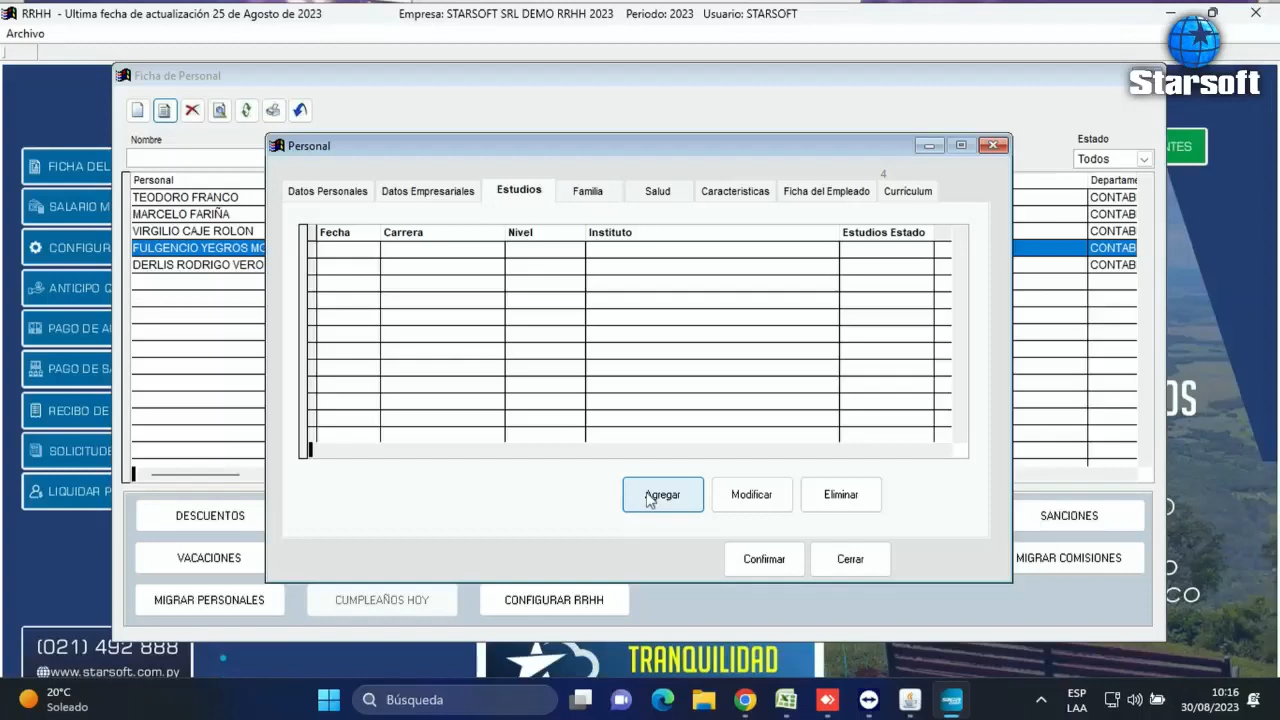 RRHH - Ultima fecha de actualización 25 de Agosto de 2023 Empresa: STARSOFT SRL DEMO RRHH 2023 Periodo: 2023 Usuario: STARSOFT
Archivo
Starsoft
Ficha de Personal
Nombre
Estado
Todos
Personal
Departame
TEODORO FRANCO
CONTAB
MARCELO FARIÑA
CONTAB
VIRGILIO CAJE ROLON
CONTAB
FULGENCIO YEGROS MO
CONTAB
DERLIS RODRIGO VERO
CONTAB
FICHA DEL
SALARIO M
CONFIGUR
ANTICIPO Q
PAGO DE A
PAGO DE S
RECIBO DE
SOLICITUD
LIQUIDAR P
Personal
4
Datos Personales Datos Empresariales Estudios Familia Salud Caracteristicas Ficha del Empleado Currículum
Fecha Carrera Nivel Instituto Estudios Estado
Agregar Modificar Eliminar
Confirmar Cerrar
DESCUENTOS
SANCIONES
VACACIONES
MIGRAR COMISIONES
MIGRAR PERSONALES CUMPLEAÑOS HOY CONFIGURAR RRHH
NTES
OS
O
O
CO
(021) 492 888
www.starsoft.com.py
TRANQUILIDAD
20°C
Soleado
Búsqueda
ESP
LAA
10:16
30/08/2023